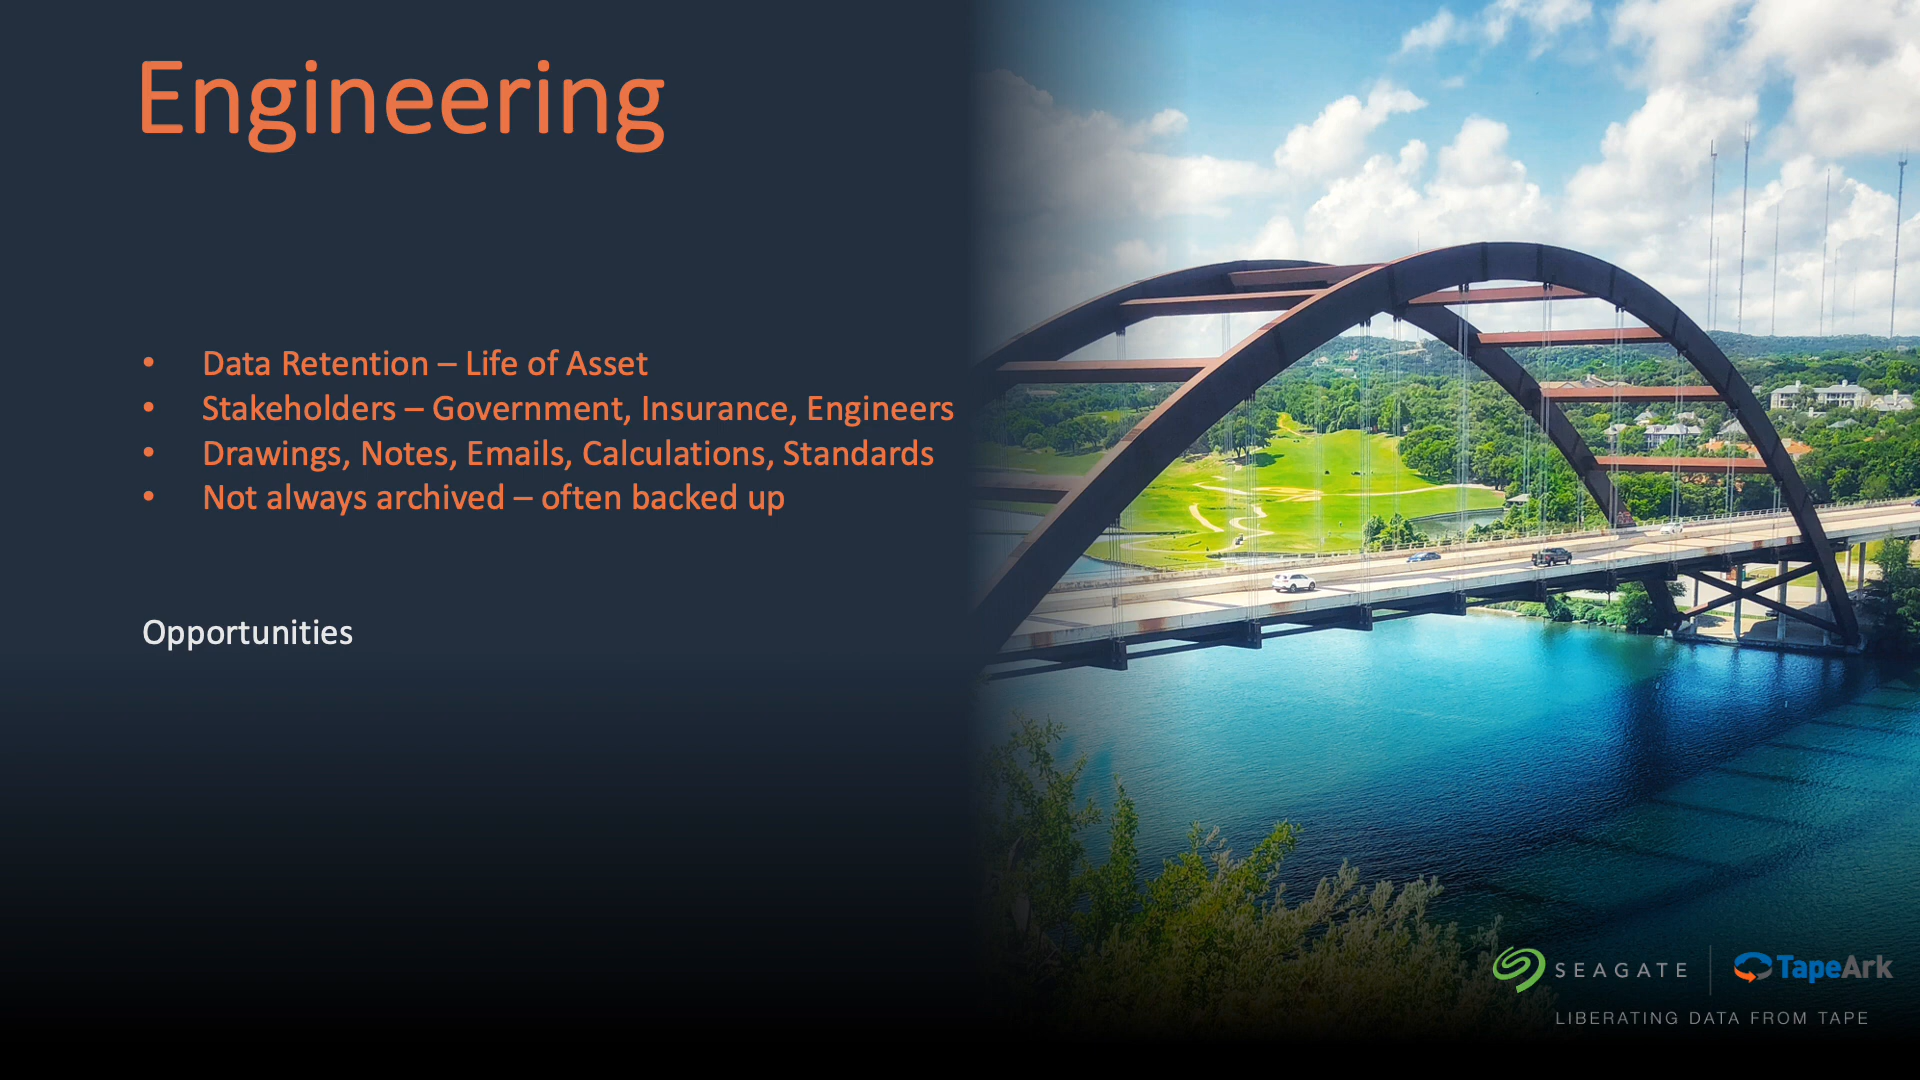 Engineering
• Data Retention – Life of Asset
• Stakeholders – Government, Insurance, Engineers
• Drawings, Notes, Emails, Calculations, Standards
• Not always archived – often backed up
Opportunities
SEAGATE | TapeArk
LIBERATING DATA FROM TAPE